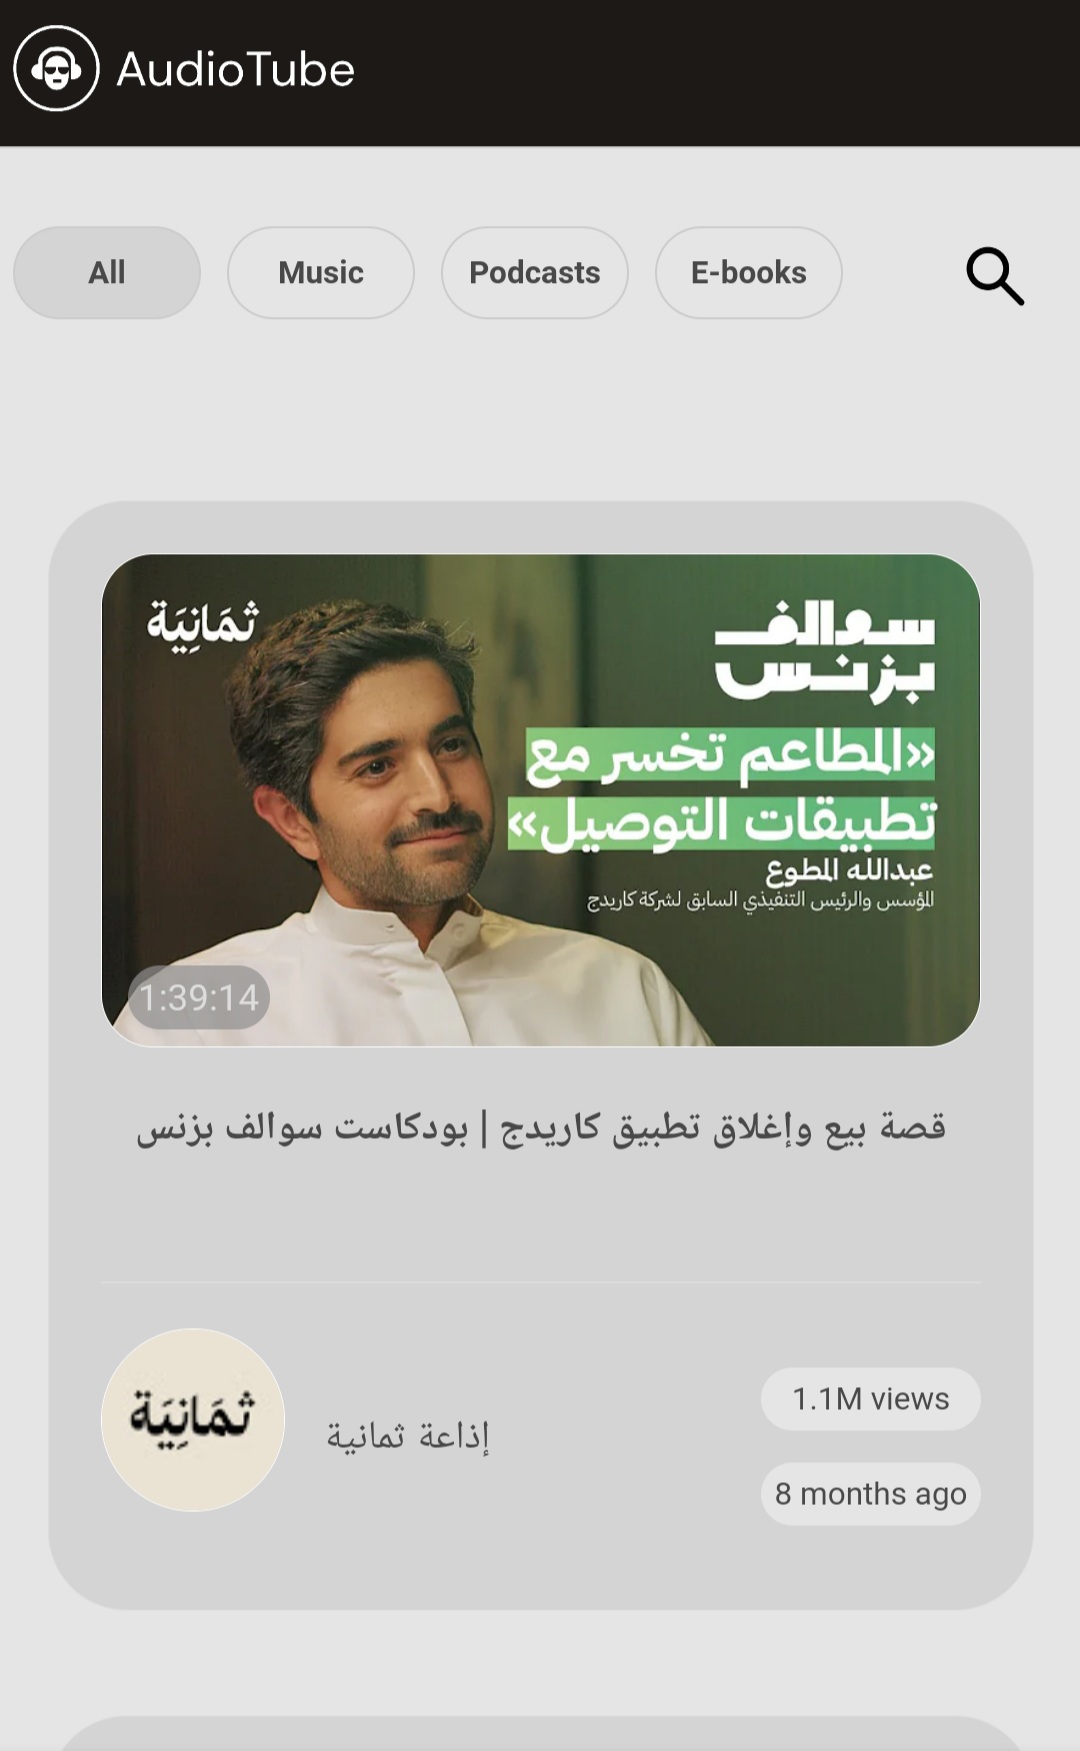 AudioTube
All
Music
Podcasts
E-books
ثمَانِيَة
سوالف
بزنس
«المطاعم تخسر مع
تطبيقات التوصيل»
عبدالله المطوع
المؤسس والرئيس التنفيذي السابق لشركة كاريدج
1:39:14
قصة بيع وإغلاق تطبيق كاريدج | بودكاست سوالف بزنس
ثمَانِيَة
إذاعة ثمانية
1.1M views
8 months ago